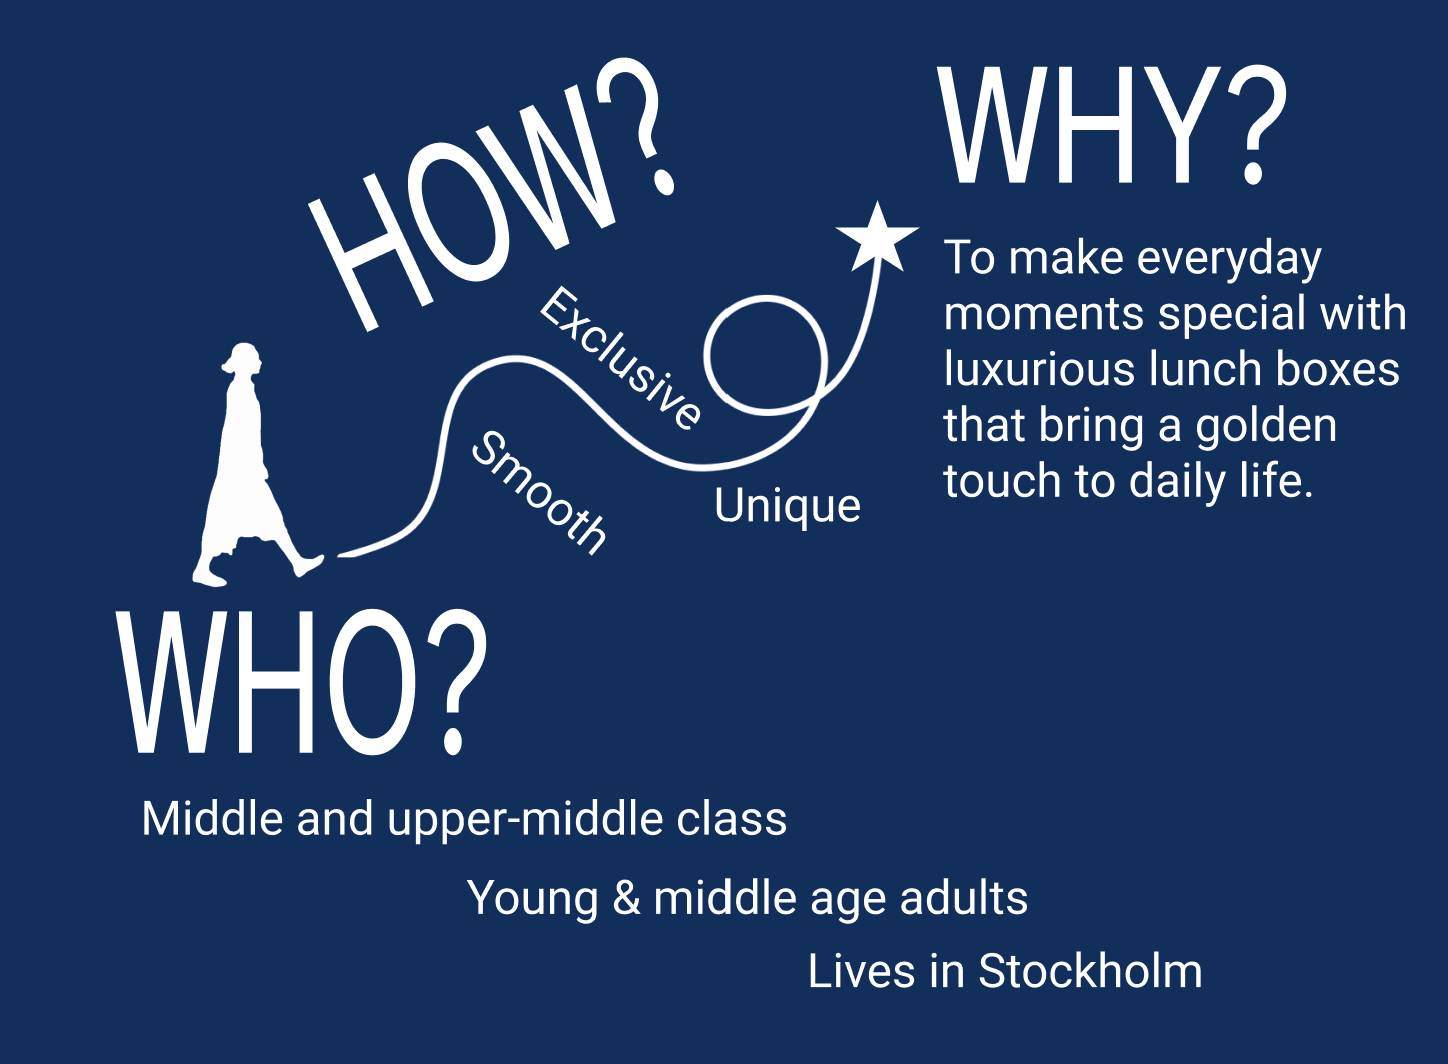 HOW?
Exclusive
Smooth
Unique
WHY?
To make everyday
moments special with
luxurious lunch boxes
that bring a golden
touch to daily life.
WHO?
Middle and upper-middle class
Young & middle age adults
Lives in Stockholm